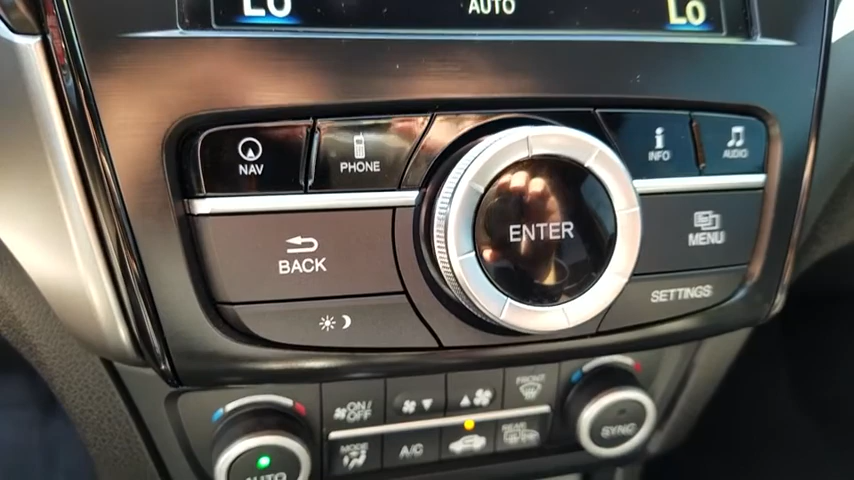 Lo
AUTO
Lo
NAV
PHONE
INFO
AUDIO
ENTER
BACK
MENU
SETTINGS
ON/
OFF
FRONT
MODE
A/C
REAR
SYNC
AUTO